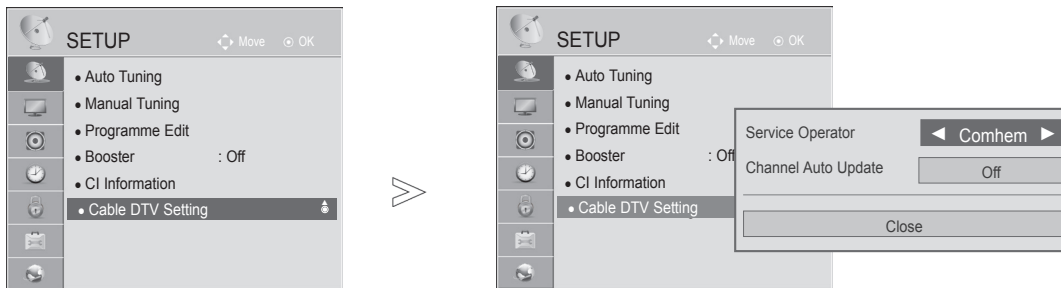 SETUP
Move OK
• Auto Tuning
• Manual Tuning
• Programme Edit
• Booster : Off
• CI Information
• Cable DTV Setting
SETUP
Move OK
• Auto Tuning
• Manual Tuning
• Programme Edit
• Booster : Off
• CI Information
• Cable DTV Setting
Service Operator ◄ Comhem ►
Channel Auto Update Off
Close